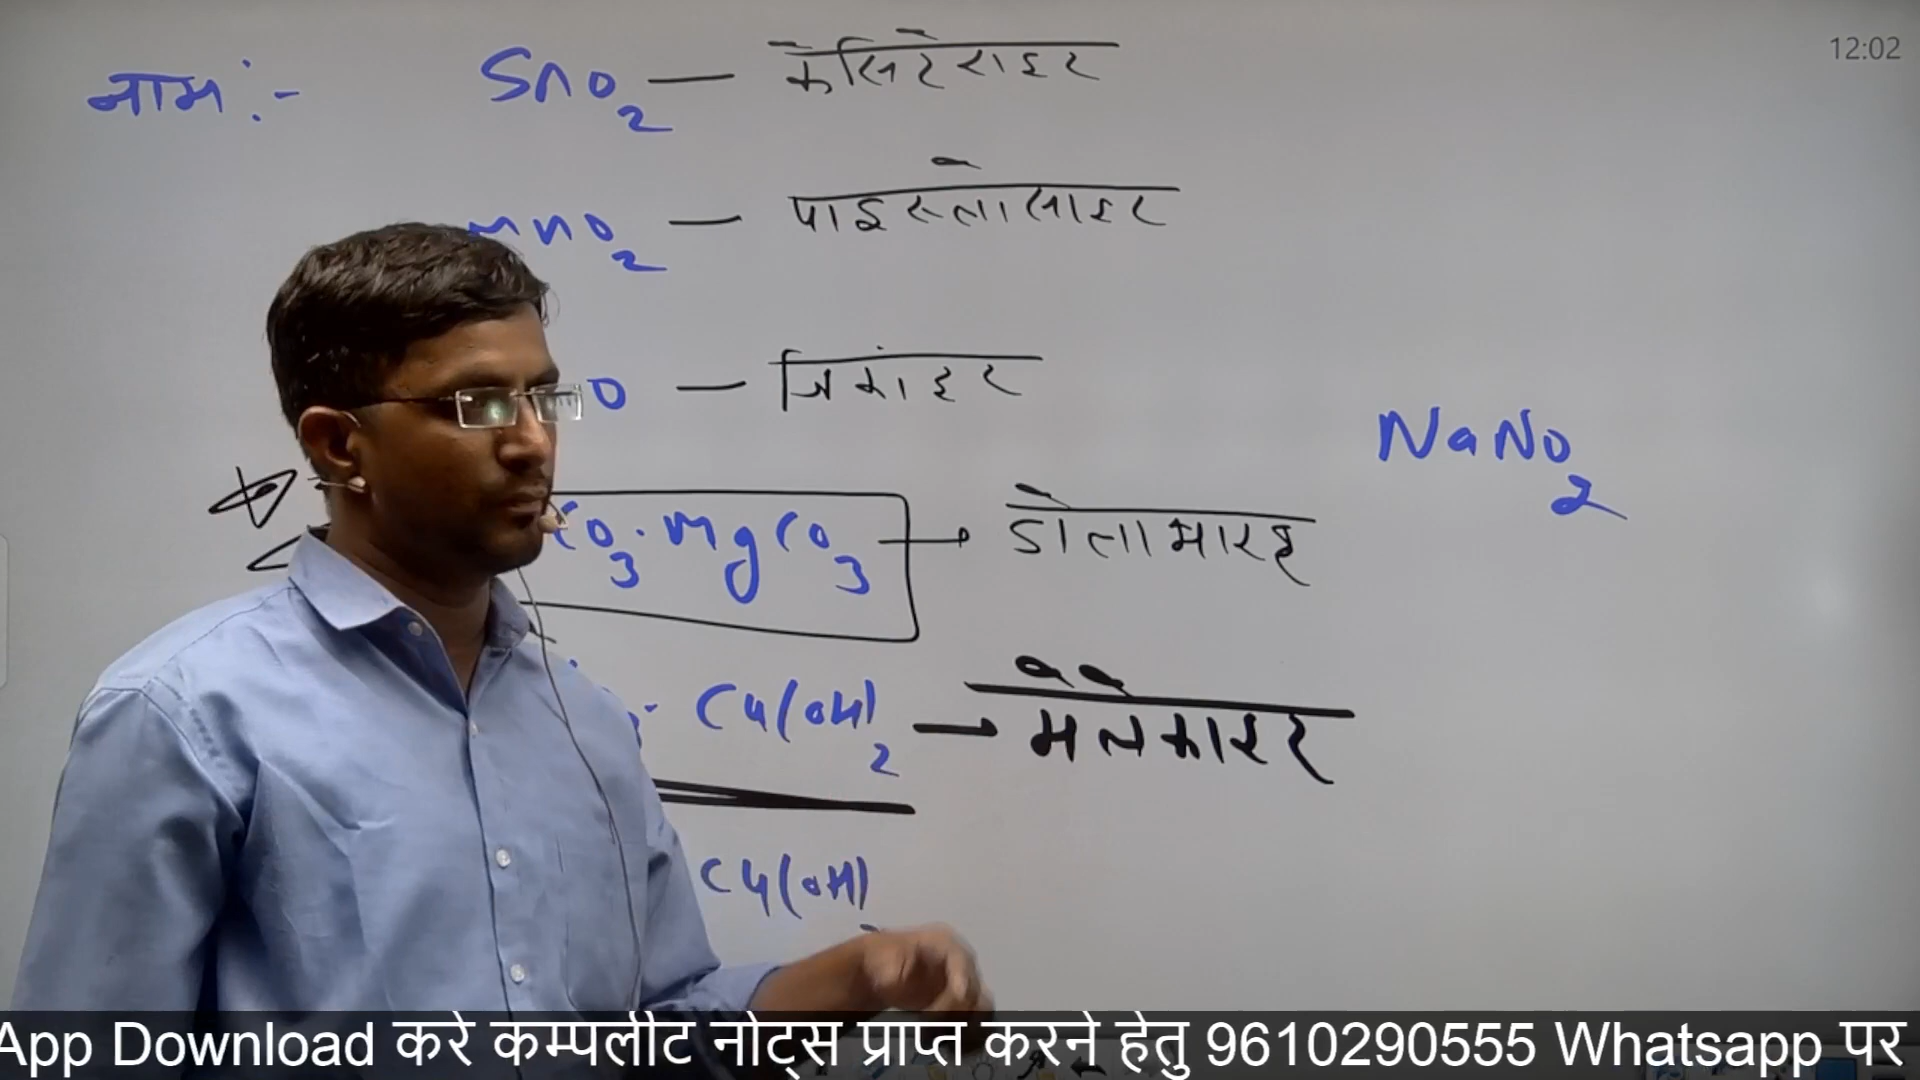 12:02
नाम :- SnO2 — केसिटेराइट
MnO2 — पाइरोलोसाइट
O — जिंकाइट
NaNO2
CO3.MgCO3 → डोलोमाइट
Cu(OH)2 → मेलेकाइट
Cu(OH)2
App Download करे कम्पलीट नोट्स प्राप्त करने हेतु 9610290555 Whatsapp पर